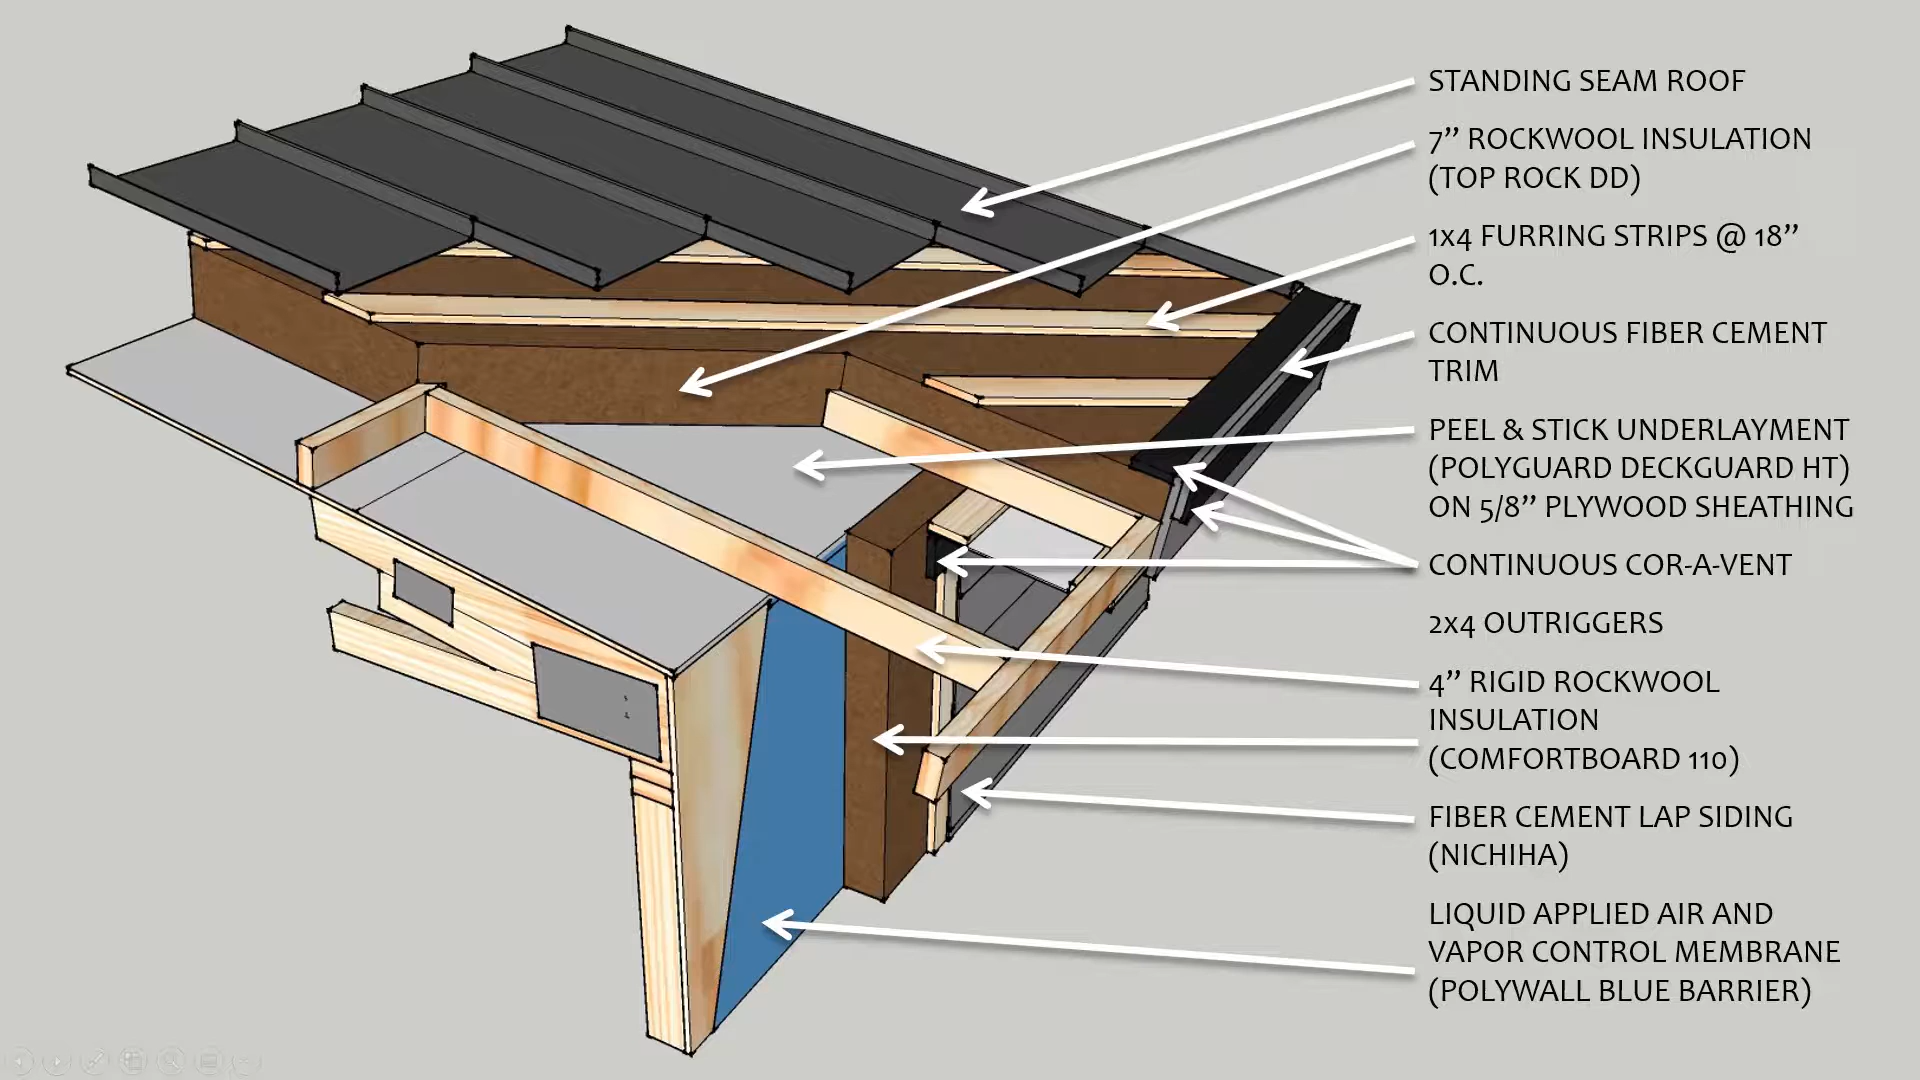 STANDING SEAM ROOF
7” ROCKWOOL INSULATION
(TOP ROCK DD)
1x4 FURRING STRIPS @ 18”
O.C.
CONTINUOUS FIBER CEMENT
TRIM
PEEL & STICK UNDERLAYMENT
(POLYGUARD DECKGUARD HT)
ON 5/8” PLYWOOD SHEATHING
CONTINUOUS COR-A-VENT
2x4 OUTRIGGERS
4” RIGID ROCKWOOL
INSULATION
(COMFORTBOARD 110)
FIBER CEMENT LAP SIDING
(NICHIHA)
LIQUID APPLIED AIR AND
VAPOR CONTROL MEMBRANE
(POLYWALL BLUE BARRIER)